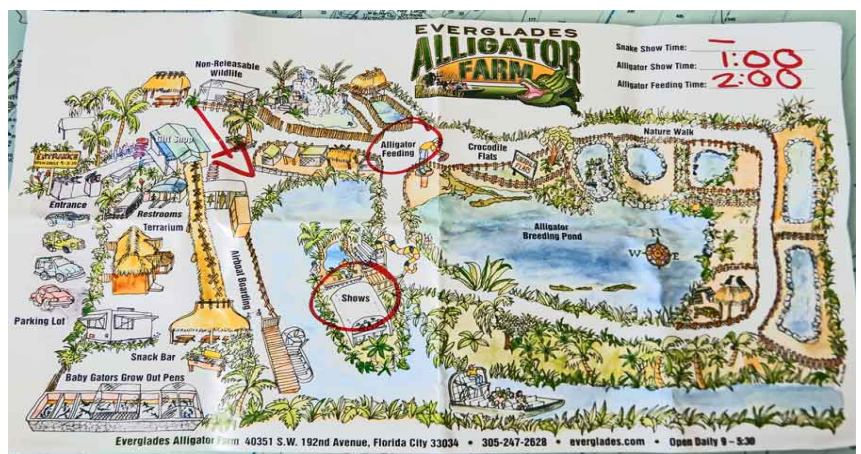 EVERGLADES
ALLIGATOR
FARM
Snake Show Time: —
Alligator Show Time: 1:00
Alligator Feeding Time: 2:00
Non-Releasable
Wildlife
Gift Shop
ENTRANCE
Entrance
Restrooms
Terrarium
Parking Lot
Snack Bar
Baby Gators Grow Out Pens
Airboat Boarding
Alligator
Feeding
Shows
Crocodile
Flats
Nature Walk
Alligator
Breeding Pond
N
W
E
S
Everglades Alligator Farm 40351 S.W. 192nd Avenue, Florida City 33034 • 305-247-2628 • everglades.com • Open Daily 9 - 5:30